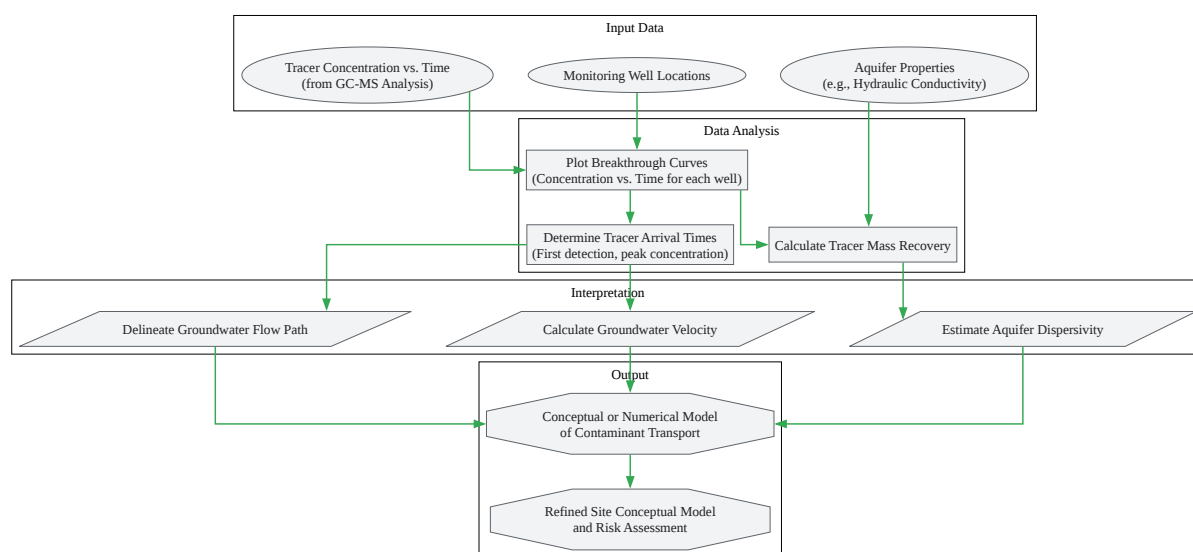 Input Data
Tracer Concentration vs. Time
(from GC-MS Analysis)
Monitoring Well Locations
Aquifer Properties
(e.g., Hydraulic Conductivity)
Data Analysis
Plot Breakthrough Curves
(Concentration vs. Time for each well)
Determine Tracer Arrival Times
(First detection, peak concentration)
Calculate Tracer Mass Recovery
Interpretation
Delineate Groundwater Flow Path
Calculate Groundwater Velocity
Estimate Aquifer Dispersivity
Output
Conceptual or Numerical Model
of Contaminant Transport
Refined Site Conceptual Model
and Risk Assessment